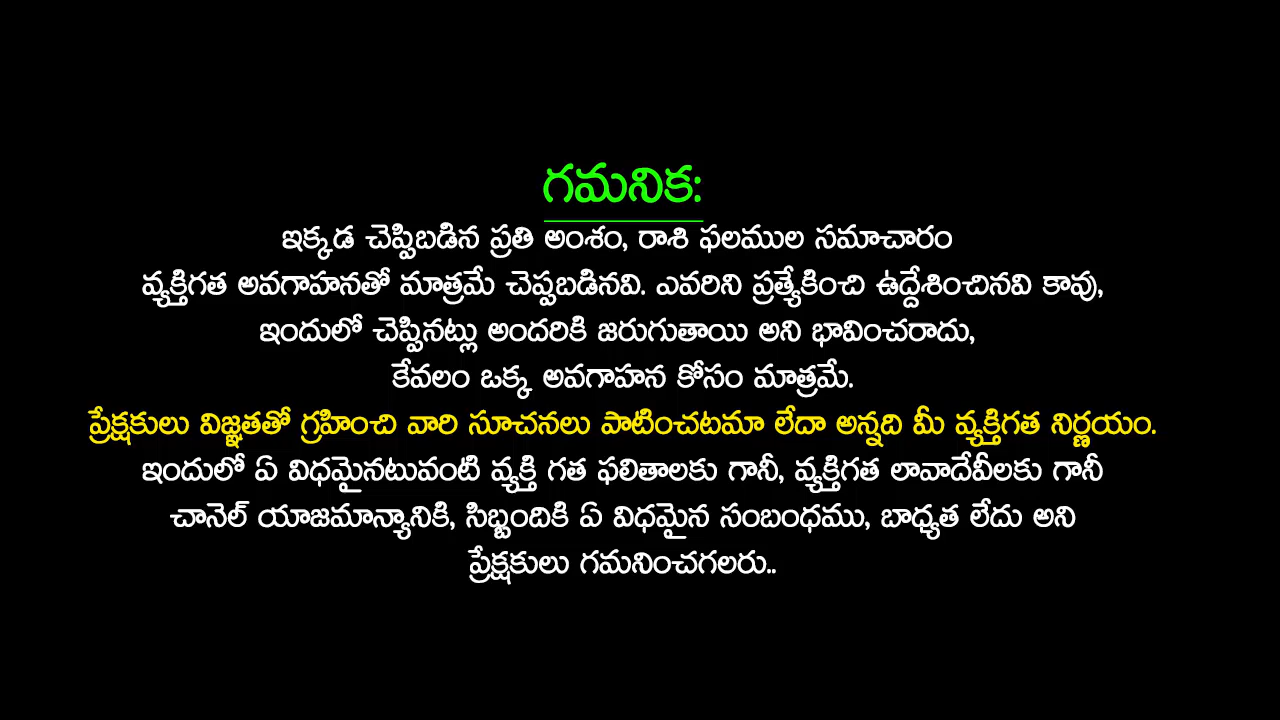 గమనిక:
ఇక్కడ చెప్పిబడిన ప్రతి అంశం, రాశి ఫలముల సమాచారం
వ్యక్తిగత అవగాహనతో మాత్రమే చెప్పబడినవి. ఎవరిని ప్రత్యేకించి ఉద్దేశించినవి కావు,
ఇందులో చెప్పినట్లు అందరికి జరుగుతాయి అని భావించరాదు,
కేవలం ఒక్క అవగాహన కోసం మాత్రమే.
ప్రేక్షకులు విజ్ఞతతో గ్రహించి వారి సూచనలు పాటించటమా లేదా అన్నది మీ వ్యక్తిగత నిర్ణయం.
ఇందులో ఏ విధమైనటువంటి వ్యక్తి గత ఫలితాలకు గానీ, వ్యక్తిగత లావాదేవీలకు గానీ
చానెల్ యాజమాన్యానికి, సిబ్బందికి ఏ విధమైన సంబంధము, బాధ్యత లేదు అని
ప్రేక్షకులు గమనించగలరు..